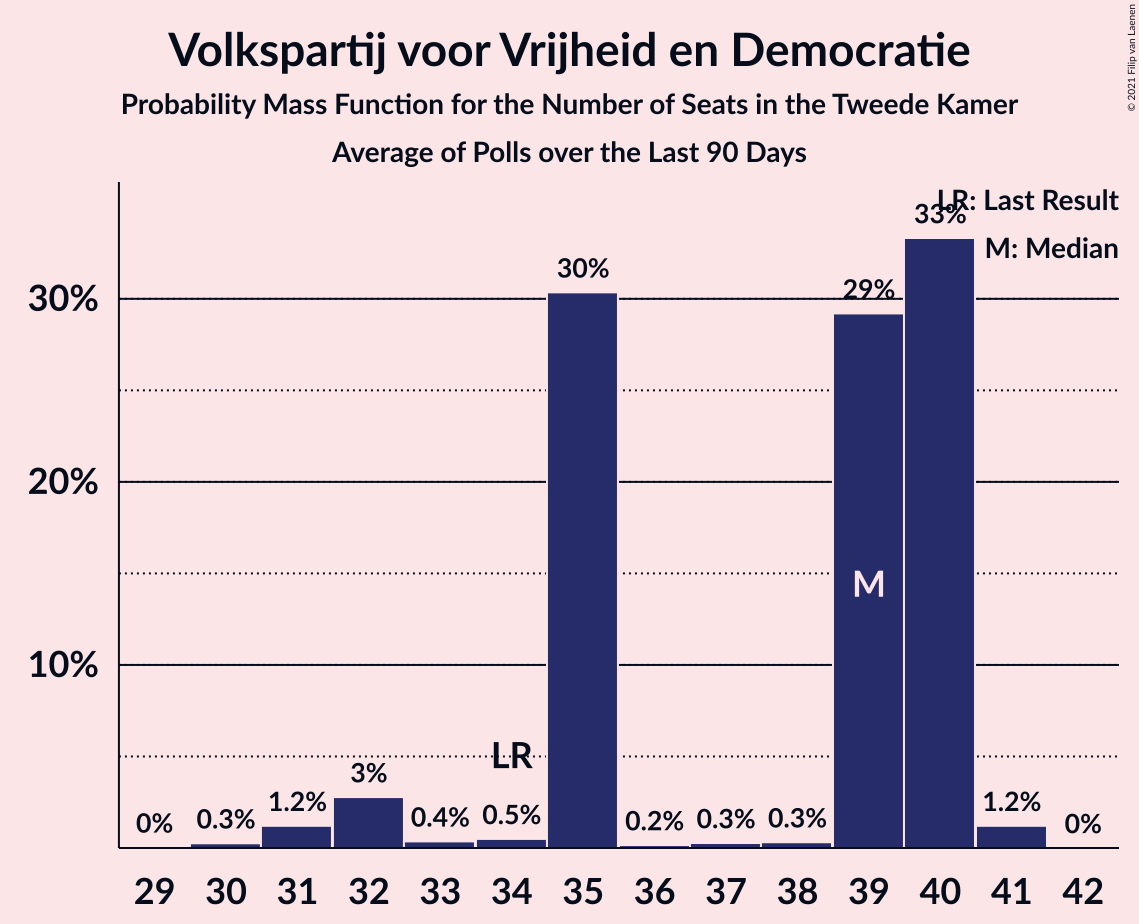 Volkspartij voor Vrijheid en Democratie
Probability Mass Function for the Number of Seats in the Tweede Kamer
Average of Polls over the Last 90 Days
© 2021 Filip van Laenen
LR: Last Result
M: Median
30%
20%
10%
0%
0.3%
1.2%
3%
0.4%
0.5%
30%
0.2%
0.3%
0.3%
29%
33%
1.2%
0%
LR
M
29 30 31 32 33 34 35 36 37 38 39 40 41 42